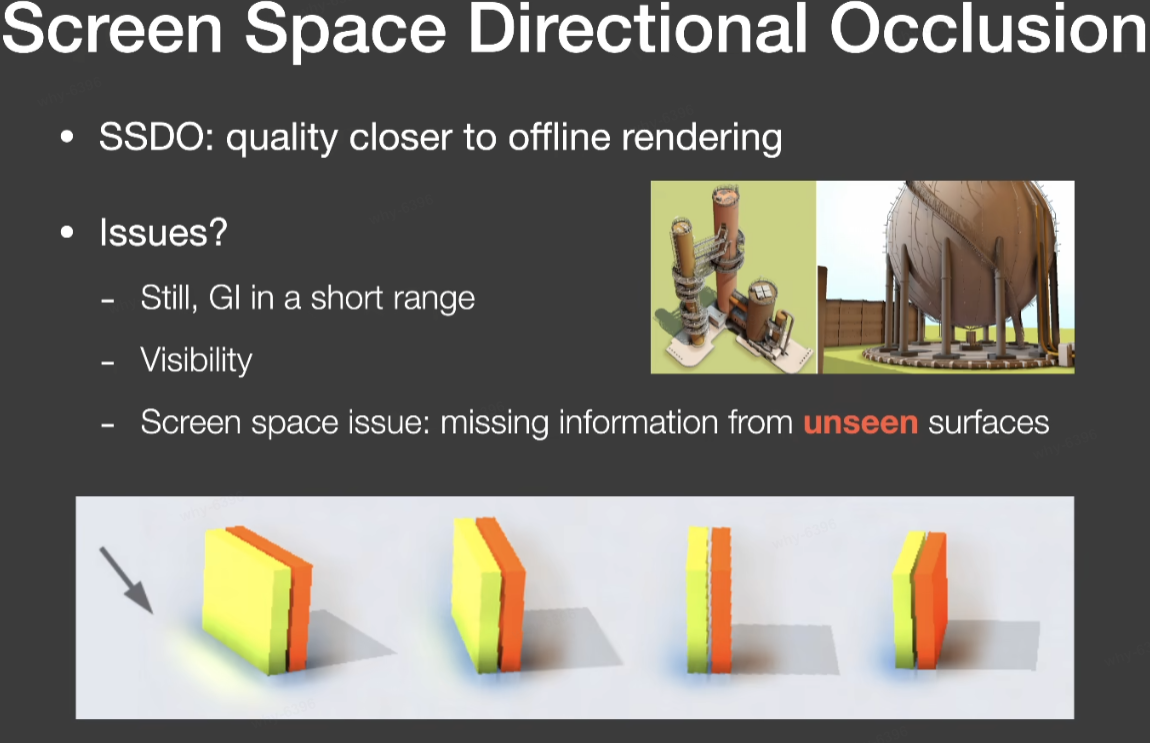 Screen Space Directional Occlusion
• SSDO: quality closer to offline rendering
• Issues?
- Still, GI in a short range
- Visibility
- Screen space issue: missing information from unseen surfaces